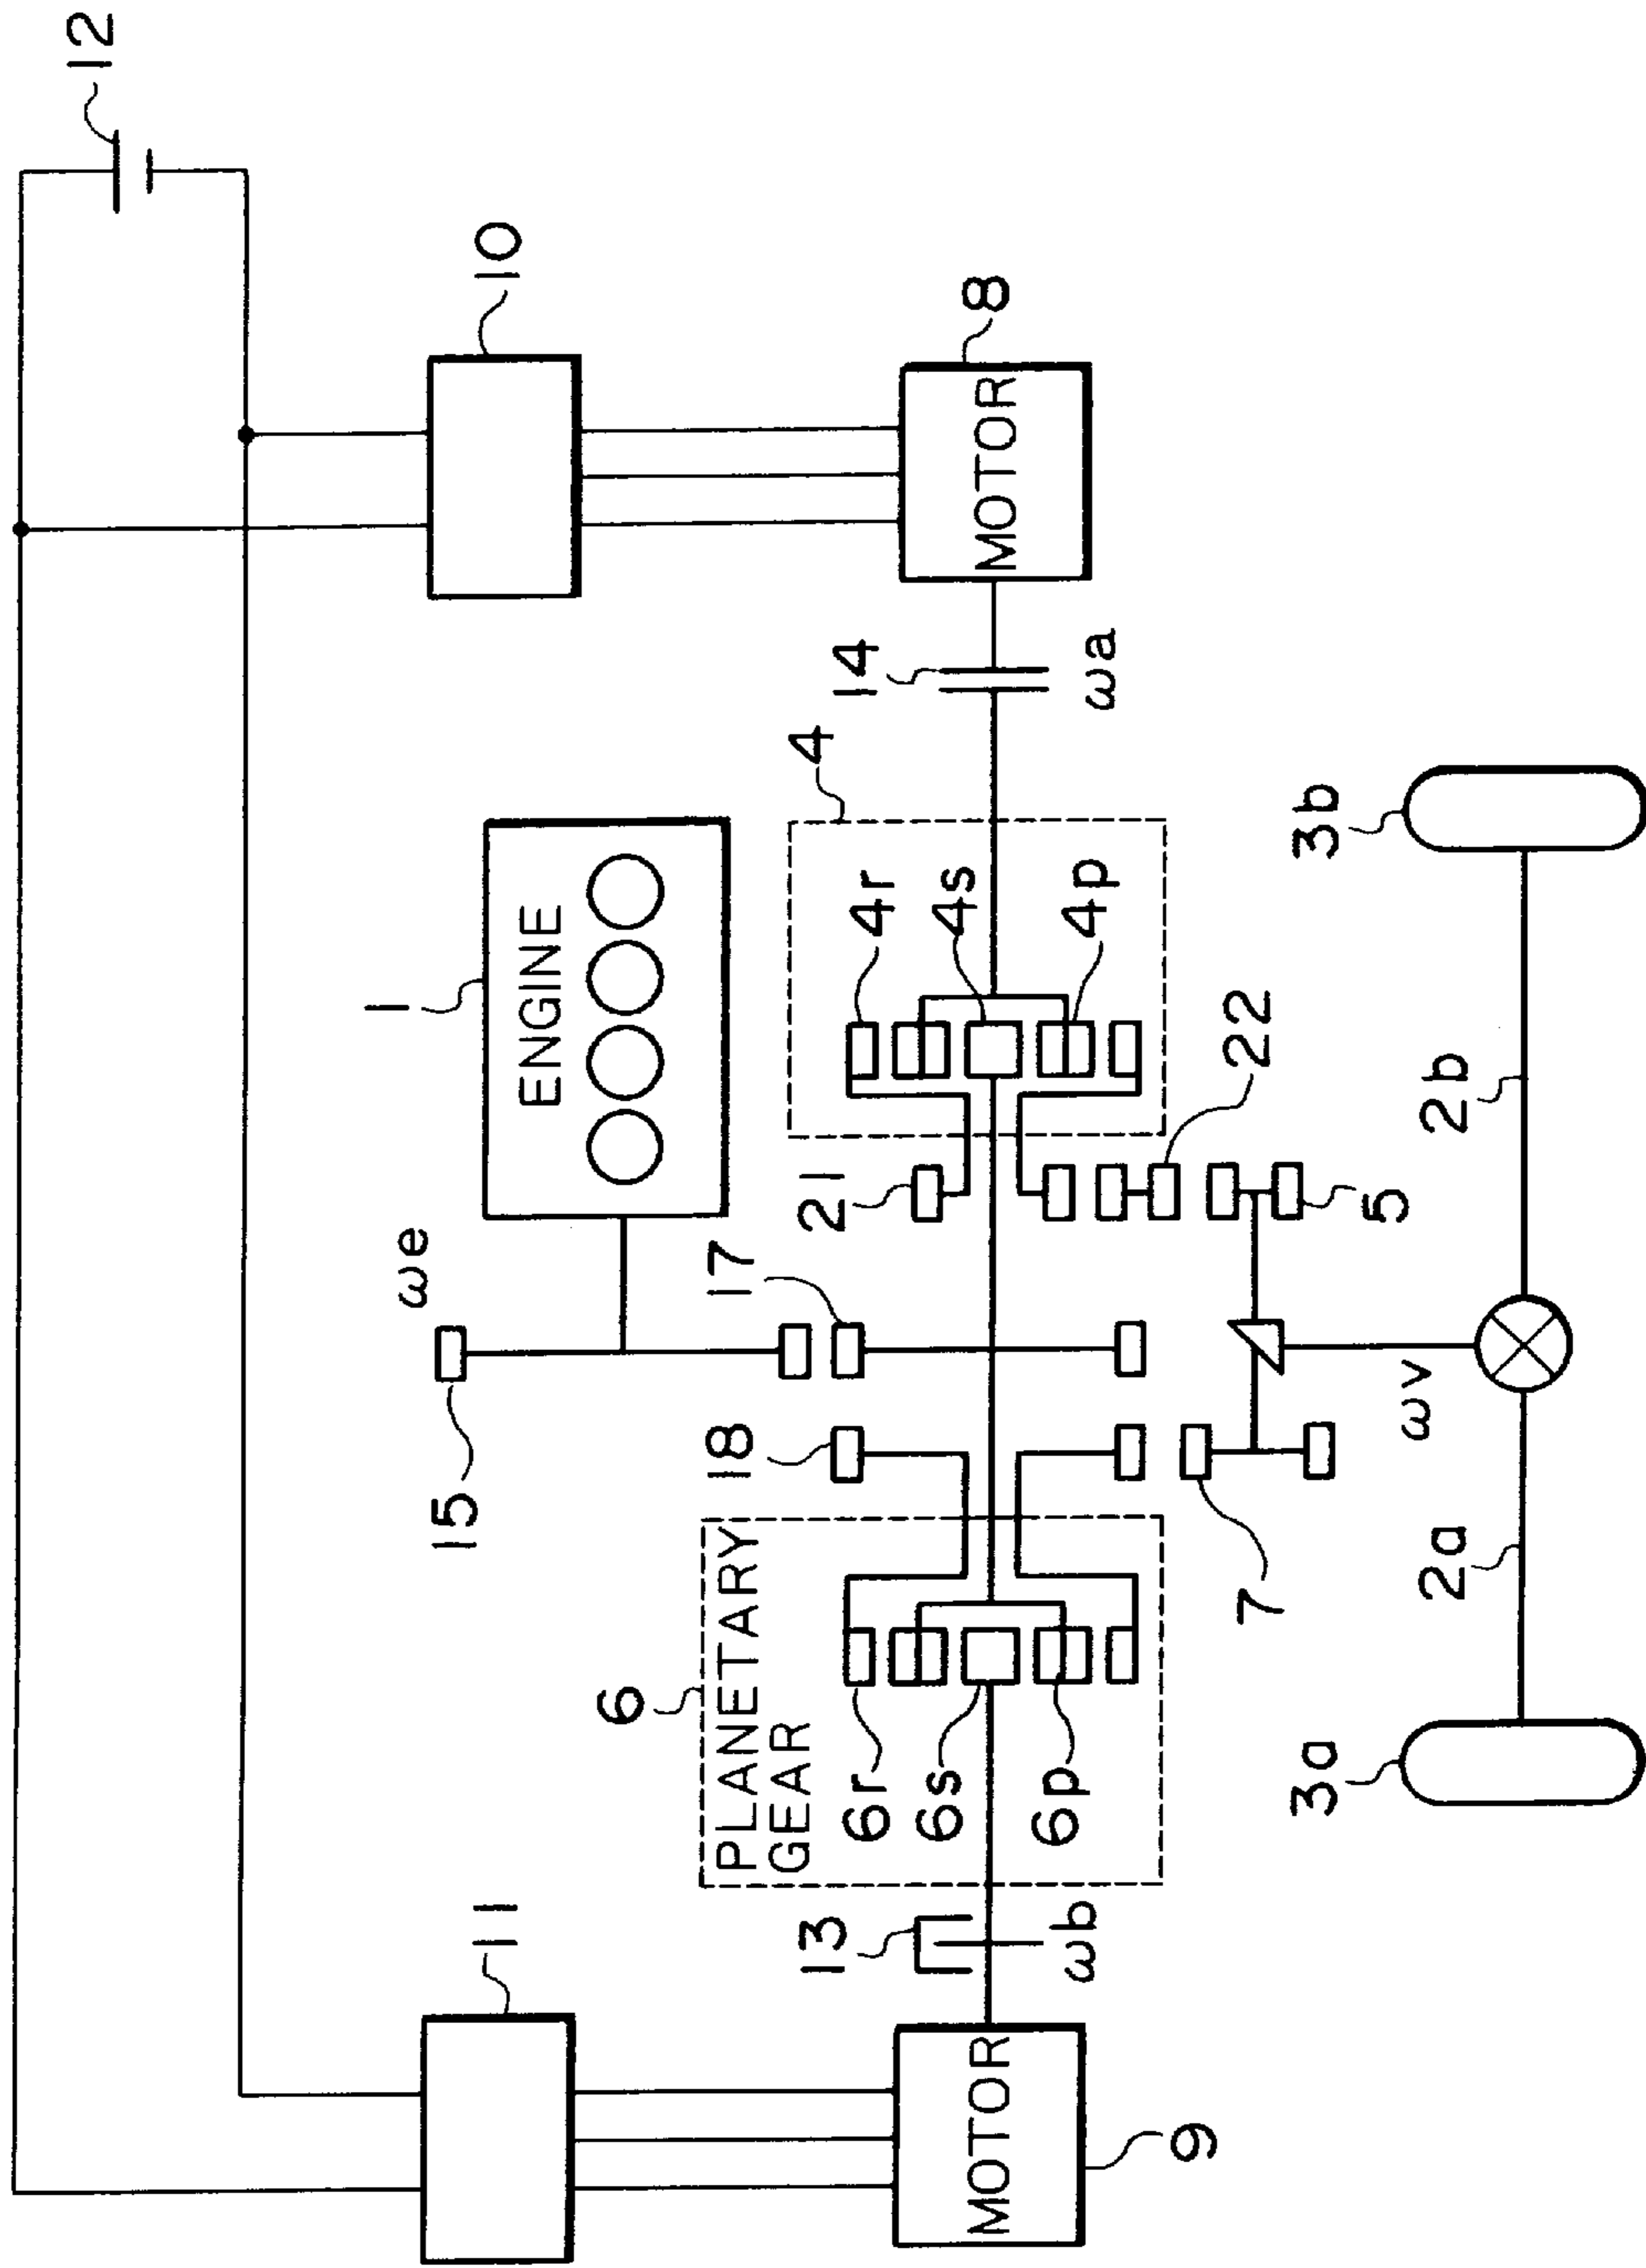 12
10
11
8
MOTOR
1
ENGINE
ωe
15
14
ωa
4
4r
4s
4p
21
17
18
22
5
6
PLANETARY
GEAR
6r
6s
6p
7
13
ωb
MOTOR
9
ωv
2a
2b
3a
3b